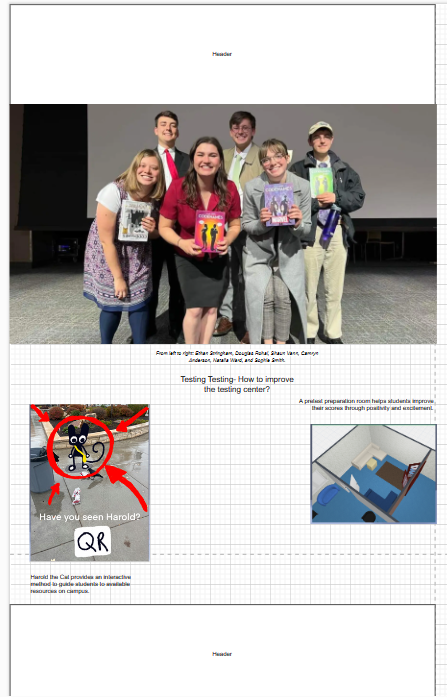 Header
From left to right: Ethan Stringham, Douglas Rohal, Shaun Vann, Camryn
Anderson, Natalia Ward, and Sophie Smith.
Testing Testing- How to improve
the testing center?
A pretest preparation room helps students improve
their scores through positivity and excitement.
Have you seen Harold?
QR
Harold the Cat provides an interactive
method to guide students to available
resources on campus.
Header